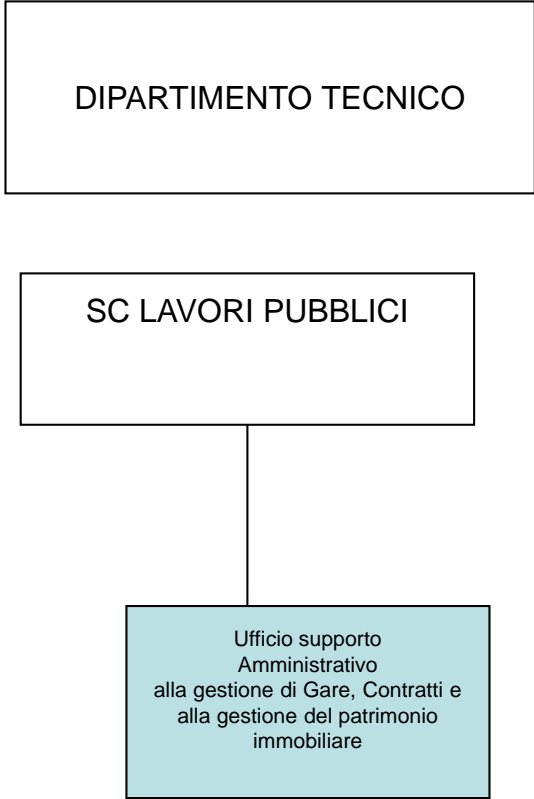 DIPARTIMENTO TECNICO
SC LAVORI PUBBLICI
Ufficio supporto
Amministrativo
alla gestione di Gare, Contratti e
alla gestione del patrimonio
immobiliare